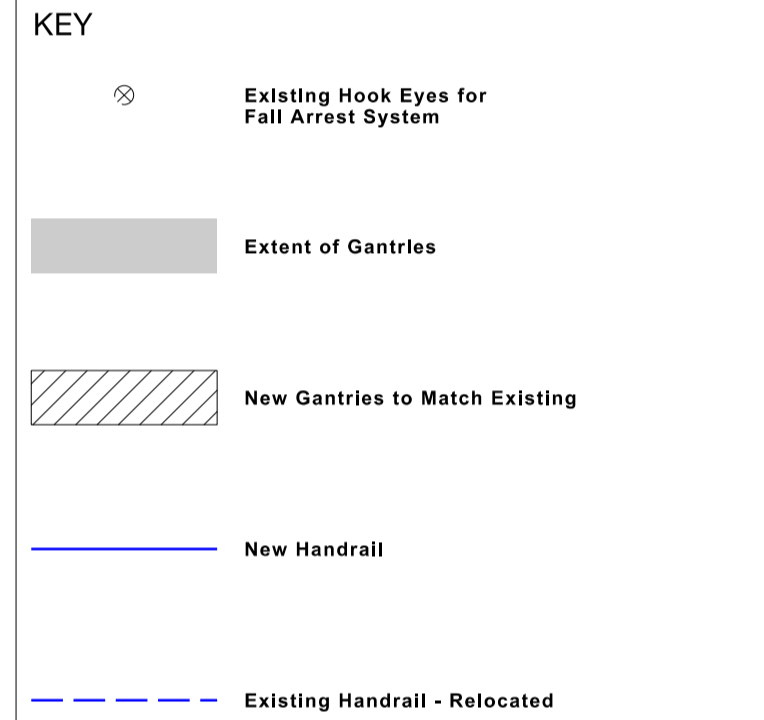 KEY
Existing Hook Eyes for
Fall Arrest System
Extent of Gantries
New Gantries to Match Existing
New Handrail
Existing Handrail - Relocated